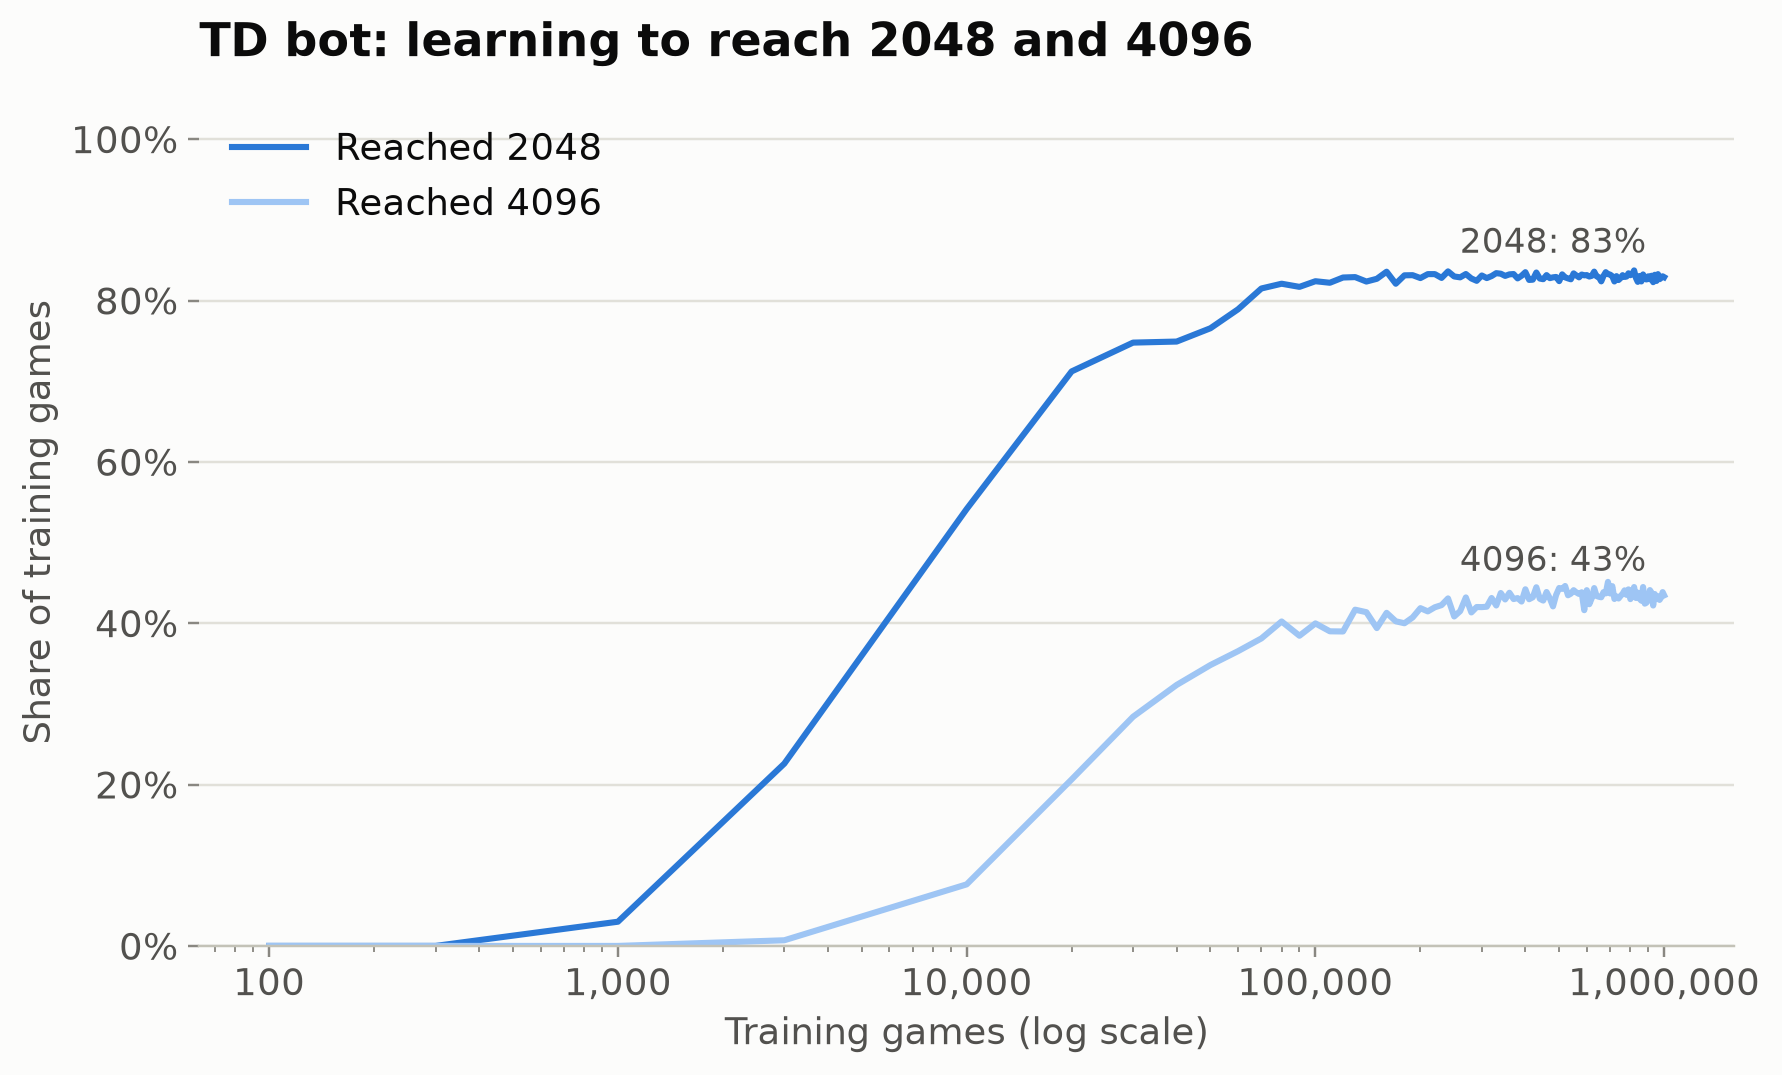 TD bot: learning to reach 2048 and 4096
Reached 2048
Reached 4096
100%
80%
60%
40%
20%
0%
Share of training games
2048: 83%
4096: 43%
100
1,000
10,000
100,000
1,000,000
Training games (log scale)